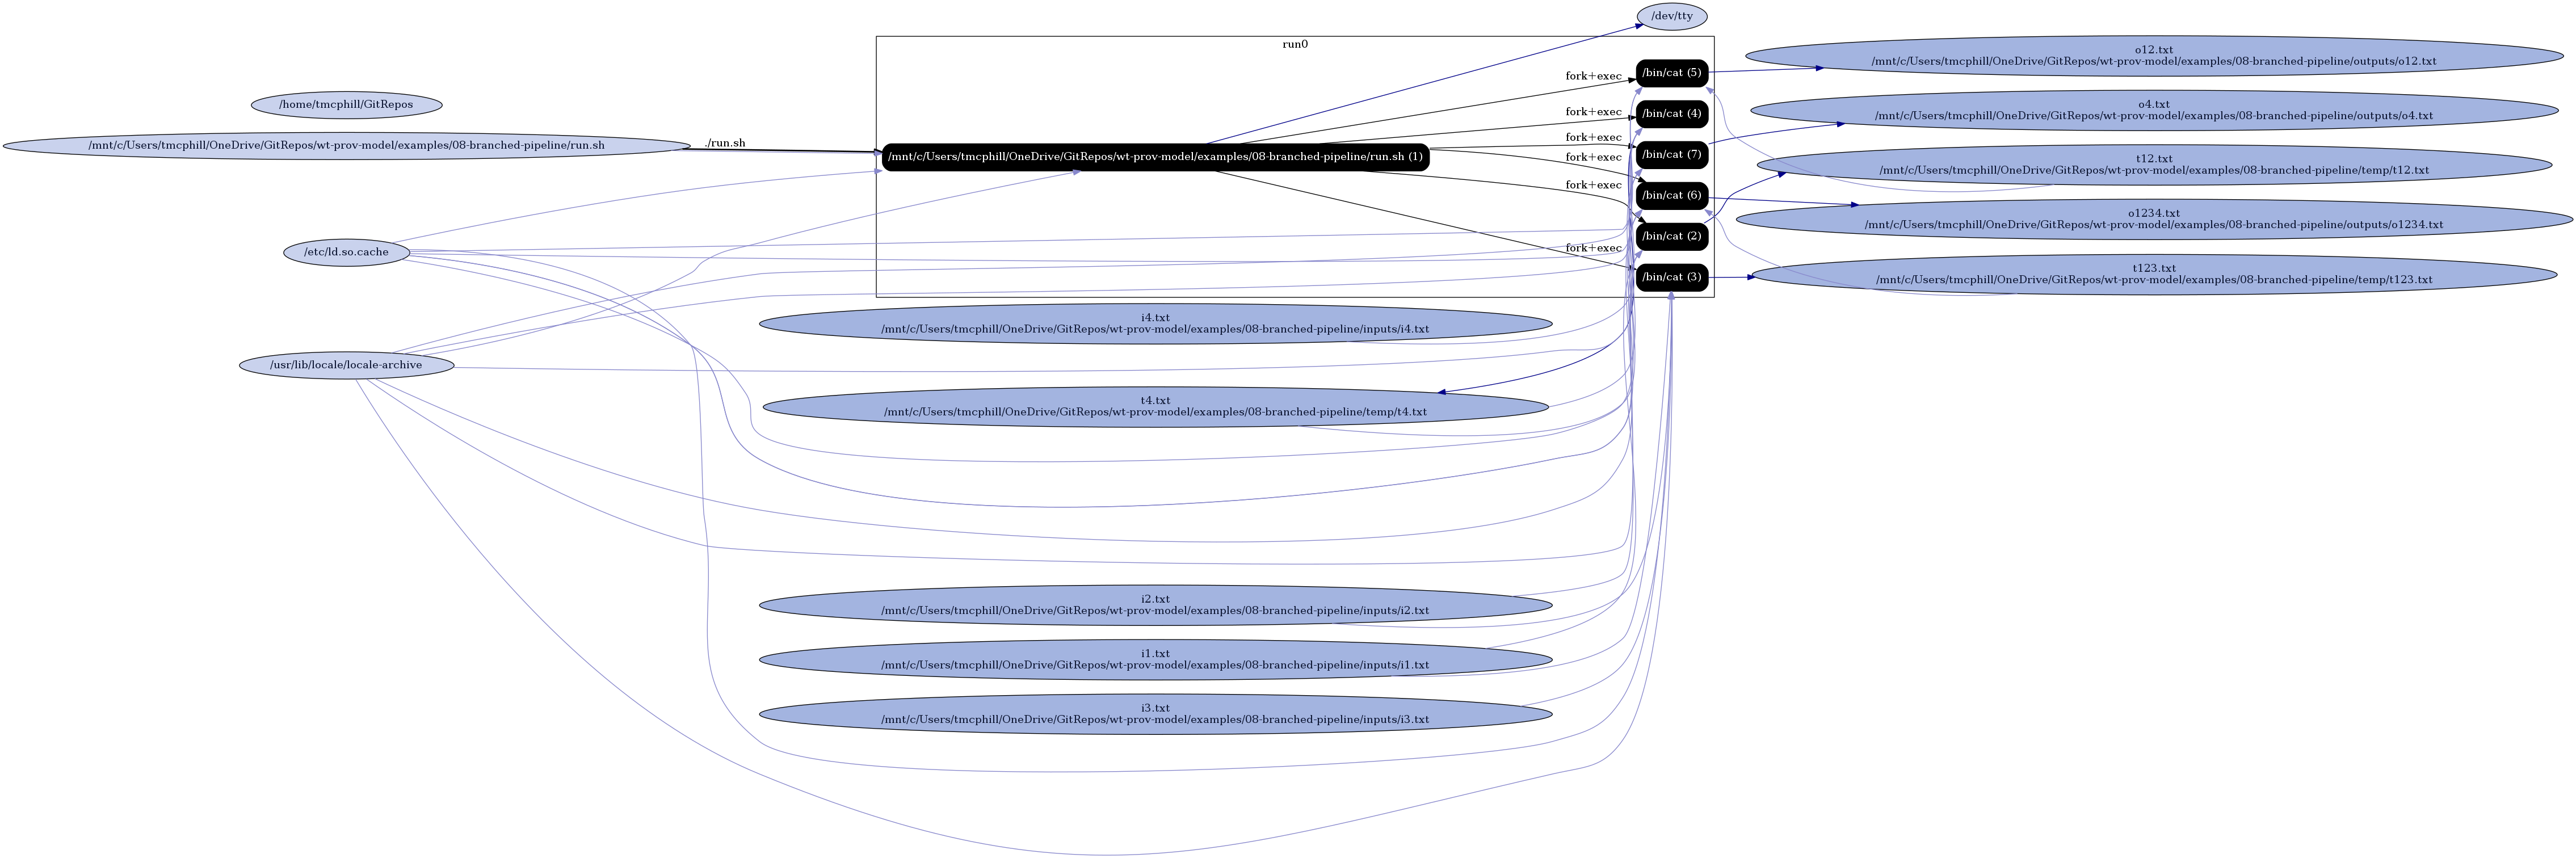 /dev/tty
run0
o12.txt
/mnt/c/Users/tmcphill/OneDrive/GitRepos/wt-prov-model/examples/08-branched-pipeline/outputs/o12.txt
/bin/cat (5)
fork+exec
/home/tmcphill/GitRepos
o4.txt
/mnt/c/Users/tmcphill/OneDrive/GitRepos/wt-prov-model/examples/08-branched-pipeline/outputs/o4.txt
/bin/cat (4)
fork+exec
/mnt/c/Users/tmcphill/OneDrive/GitRepos/wt-prov-model/examples/08-branched-pipeline/run.sh
./run.sh
/mnt/c/Users/tmcphill/OneDrive/GitRepos/wt-prov-model/examples/08-branched-pipeline/run.sh (1)
fork+exec
/bin/cat (7)
fork+exec
t12.txt
/mnt/c/Users/tmcphill/OneDrive/GitRepos/wt-prov-model/examples/08-branched-pipeline/temp/t12.txt
fork+exec
/bin/cat (6)
o1234.txt
/mnt/c/Users/tmcphill/OneDrive/GitRepos/wt-prov-model/examples/08-branched-pipeline/outputs/o1234.txt
/bin/cat (2)
fork+exec
/etc/ld.so.cache
/bin/cat (3)
t123.txt
/mnt/c/Users/tmcphill/OneDrive/GitRepos/wt-prov-model/examples/08-branched-pipeline/temp/t123.txt
i4.txt
/mnt/c/Users/tmcphill/OneDrive/GitRepos/wt-prov-model/examples/08-branched-pipeline/inputs/i4.txt
/usr/lib/locale/locale-archive
t4.txt
/mnt/c/Users/tmcphill/OneDrive/GitRepos/wt-prov-model/examples/08-branched-pipeline/temp/t4.txt
i2.txt
/mnt/c/Users/tmcphill/OneDrive/GitRepos/wt-prov-model/examples/08-branched-pipeline/inputs/i2.txt
i1.txt
/mnt/c/Users/tmcphill/OneDrive/GitRepos/wt-prov-model/examples/08-branched-pipeline/inputs/i1.txt
i3.txt
/mnt/c/Users/tmcphill/OneDrive/GitRepos/wt-prov-model/examples/08-branched-pipeline/inputs/i3.txt